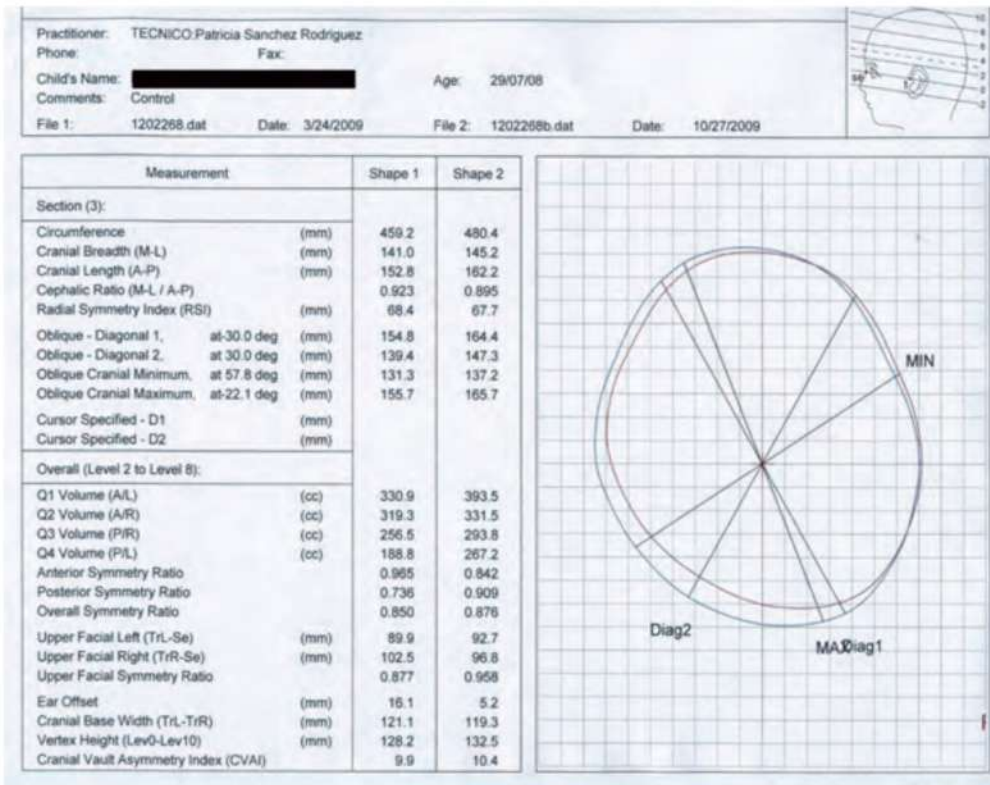 Practitioner: TECNICO:Patricia Sanchez Rodriguez
Phone: Fax:
Child's Name: Age: 29/07/08
Comments: Control
File 1: 1202268.dat Date: 3/24/2009 File 2: 1202268b.dat Date: 10/27/2009
10
8
6
4
2
0
-2
Measurement Shape 1 Shape 2
Section (3):
Circumference (mm) 459.2 480.4
Cranial Breadth (M-L) (mm) 141.0 145.2
Cranial Length (A-P) (mm) 152.8 162.2
Cephalic Ratio (M-L / A-P) 0.923 0.895
Radial Symmetry Index (RSI) (mm) 68.4 67.7
Oblique - Diagonal 1, at-30.0 deg (mm) 154.8 164.4
Oblique - Diagonal 2, at 30.0 deg (mm) 139.4 147.3
Oblique Cranial Minimum, at 57.8 deg (mm) 131.3 137.2
Oblique Cranial Maximum, at-22.1 deg (mm) 155.7 165.7
Cursor Specified - D1 (mm)
Cursor Specified - D2 (mm)
Overall (Level 2 to Level 8):
Q1 Volume (A/L) (cc) 330.9 393.5
Q2 Volume (A/R) (cc) 319.3 331.5
Q3 Volume (P/R) (cc) 256.5 293.8
Q4 Volume (P/L) (cc) 188.8 267.2
Anterior Symmetry Ratio 0.965 0.842
Posterior Symmetry Ratio 0.736 0.909
Overall Symmetry Ratio 0.850 0.876
Upper Facial Left (TrL-Se) (mm) 89.9 92.7
Upper Facial Right (TrR-Se) (mm) 102.5 96.8
Upper Facial Symmetry Ratio 0.877 0.958
Ear Offset (mm) 16.1 5.2
Cranial Base Width (TrL-TrR) (mm) 121.1 119.3
Vertex Height (Lev0-Lev10) (mm) 128.2 132.5
Cranial Vault Asymmetry Index (CVAI) 9.9 10.4
MIN
Diag2
MAX Diag1